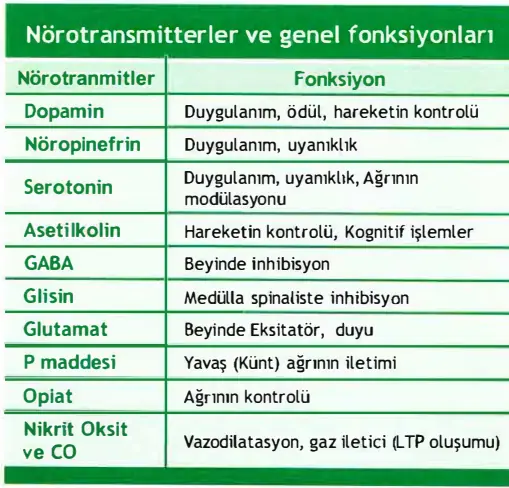 Nörotransmitterler ve genel fonksiyonları
Nörotranmitler Fonksiyon
Dopamin Duygulanım, ödül, hareketin kontrolü
Nöropinefrin Duygulanım, uyanıklık
Serotonin Duygulanım, uyanıklık, Ağrının
modülasyonu
Asetilkolin Hareketin kontrolü, Kognitif işlemler
GABA Beyinde inhibisyon
Glisin Medülla spinaliste inhibisyon
Glutamat Beyinde Eksitatör, duyu
P maddesi Yavaş (Künt) ağrının iletimi
Opiat Ağrının kontrolü
Nikrit Oksit
ve CO Vazodilatasyon, gaz iletici (LTP oluşumu)